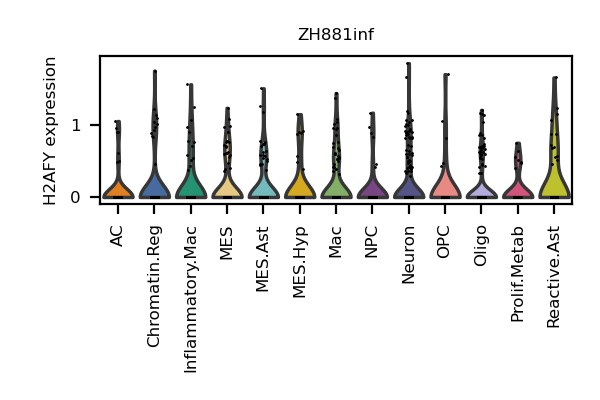 ZH881inf
H2AFY expression
1
0
AC
Chromatin.Reg
Inflammatory.Mac
MES
MES.Ast
MES.Hyp
Mac
NPC
Neuron
OPC
Oligo
Prolif.Metab
Reactive.Ast